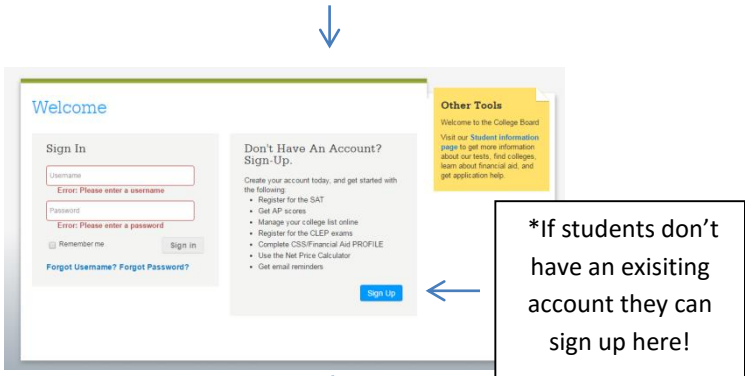 Welcome
Sign In
Username
Error: Please enter a username
Password
Error: Please enter a password
Remember me
Sign in
Forgot Username? Forgot Password?
Don't Have An Account?
Sign-Up.
Create your account today, and get started with
the following:
• Register for the SAT
• Get AP scores
• Manage your college list online
• Register for the CLEP exams
• Complete CSS/Financial Aid PROFILE
• Use the Net Price Calculator
• Get email reminders
Sign Up
Other Tools
Welcome to the College Board
Visit our Student information
page to get more information
about our tests, find colleges,
learn about financial aid, and
get application help.
*If students don't
have an exisiting
account they can
sign up here!